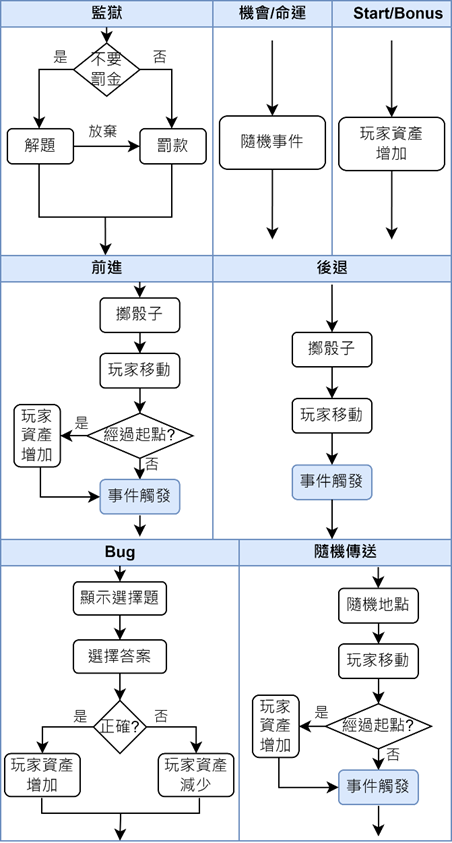 監獄
不要
罰金
是
否
解題
放棄
罰款
機會/命運
隨機事件
Start/Bonus
玩家資產
增加
前進
擲骰子
玩家移動
經過起點?
是
玩家
資產
增加
否
事件觸發
後退
擲骰子
玩家移動
事件觸發
Bug
顯示選擇題
選擇答案
正確?
是
否
玩家資產
增加
玩家資產
減少
隨機傳送
隨機地點
玩家移動
經過起點?
是
玩家
資產
增加
否
事件觸發